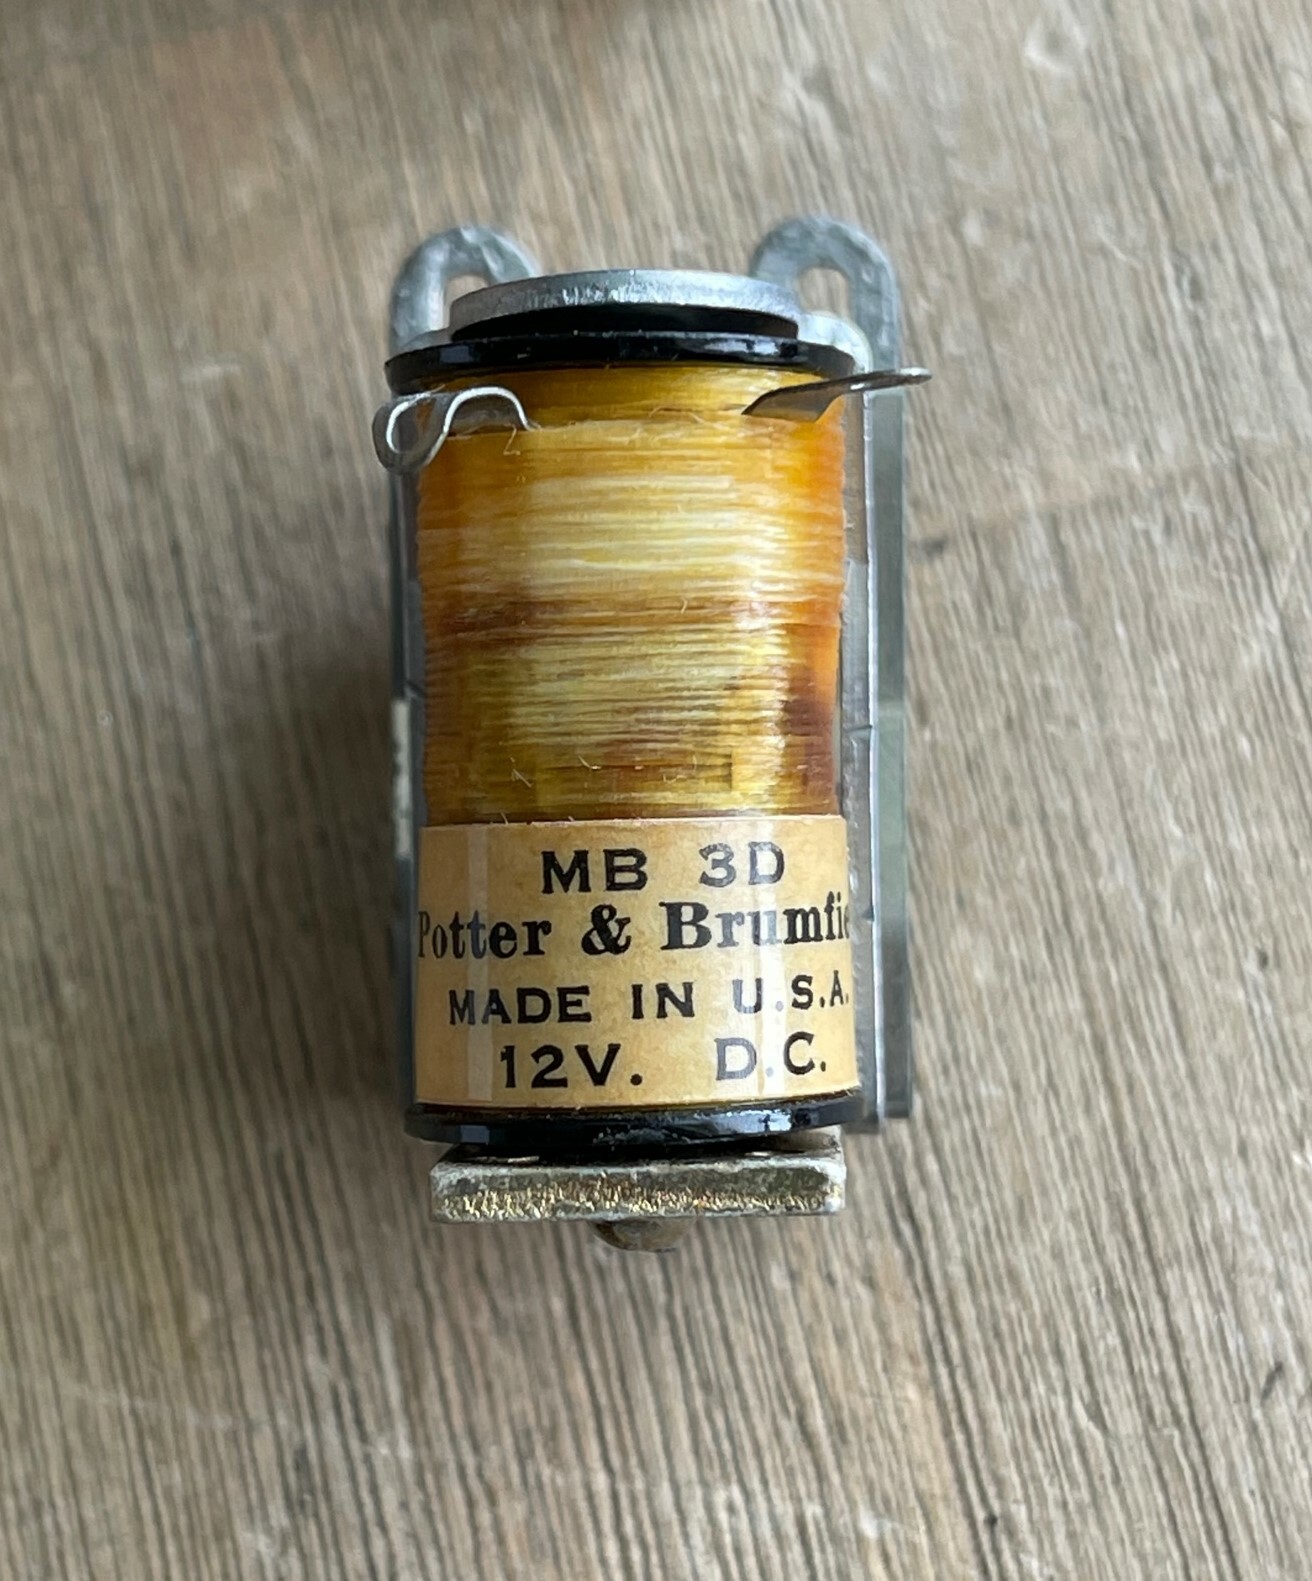 MB 3D
Potter & Brumfie
MADE IN U.S.A.
12V. D.C.